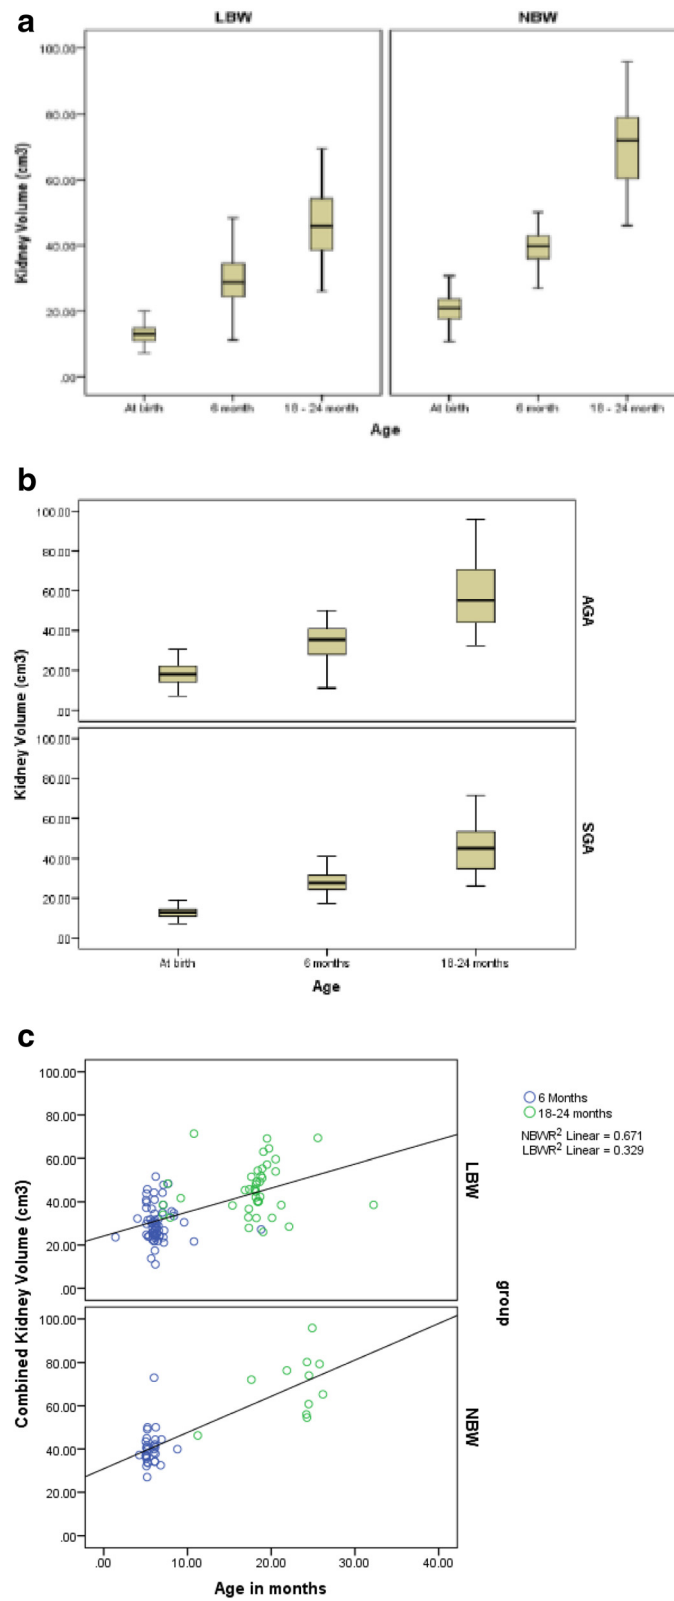 a
LBW
NBW
100.00
80.00
60.00
40.00
20.00
.00
Kidney Volume (cm3)
At birth
6 month
18 - 24 month
At birth
6 month
18 - 24 month
Age
b
100.00
80.00
60.00
40.00
20.00
.00
AGA
Kidney Volume (cm3)
100.00
80.00
60.00
40.00
20.00
.00
SGA
At birth
6 months
18-24 months
Age
c
100.00
80.00
60.00
40.00
20.00
.00
LBW
6 Months
18-24 months
NBWR² Linear = 0.671
LBWR² Linear = 0.329
Combined Kidney Volume (cm3)
group
100.00
80.00
60.00
40.00
20.00
.00
NBW
.00
10.00
20.00
30.00
40.00
Age in months